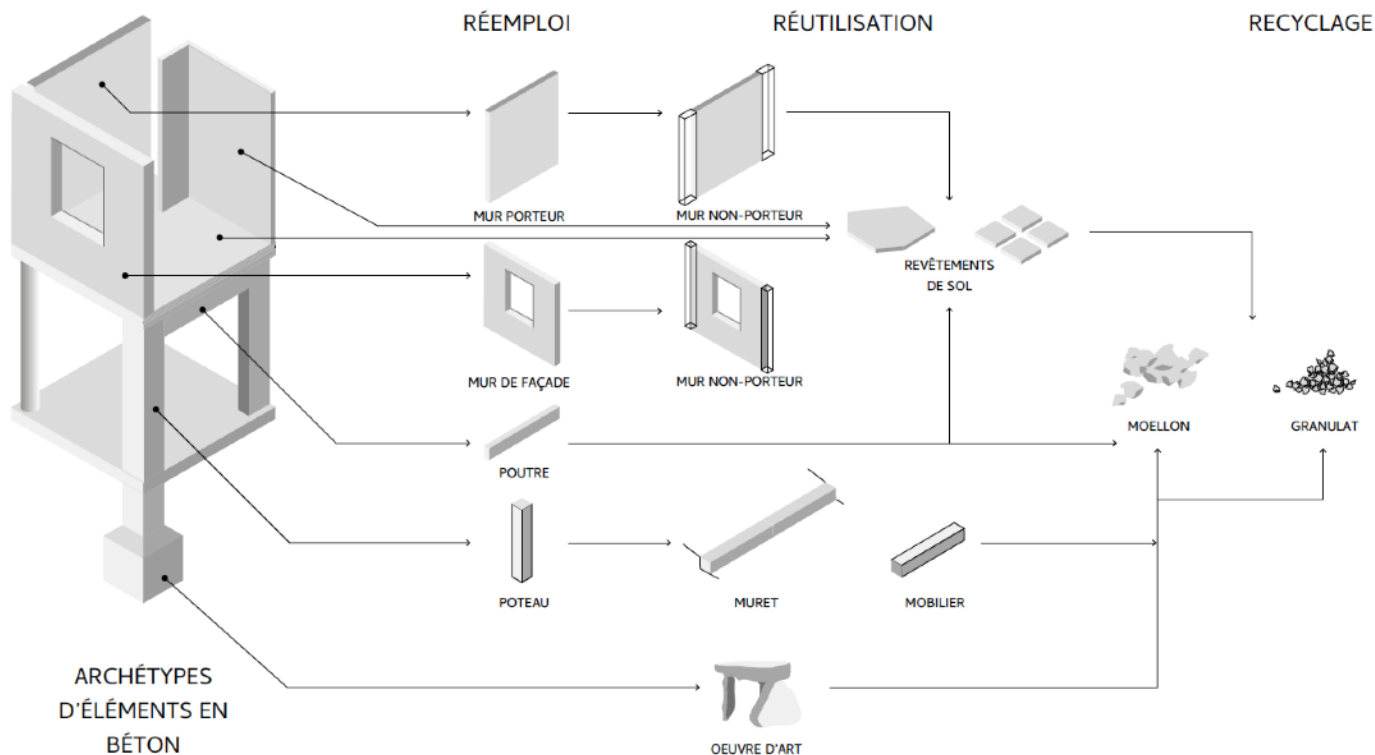 RÉEMPLOI
RÉUTILISATION
RECYCLAGE
MUR PORTEUR
MUR NON-PORTEUR
REVÊTEMENTS
DE SOL
MUR DE FAÇADE
MUR NON-PORTEUR
MOELLON
GRANULAT
POUTRE
POTEAU
MURET
MOBILIER
ARCHÉTYPES
D'ÉLÉMENTS EN
BÉTON
OEUVRE D'ART